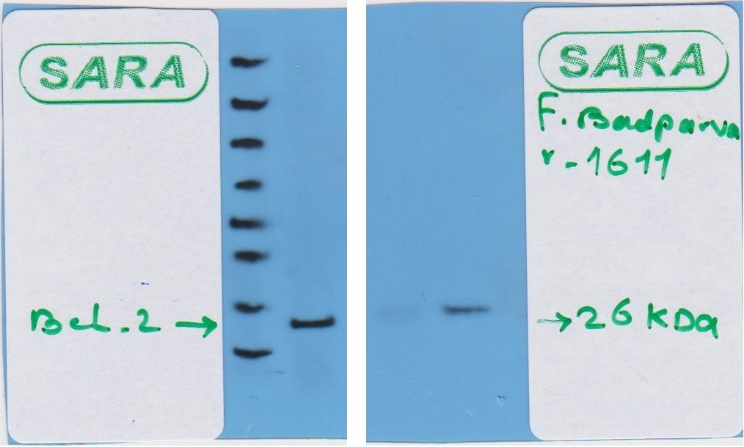 SARA
Bcl.2 →
SARA
F. Badparva
r-1611
→26 KDa